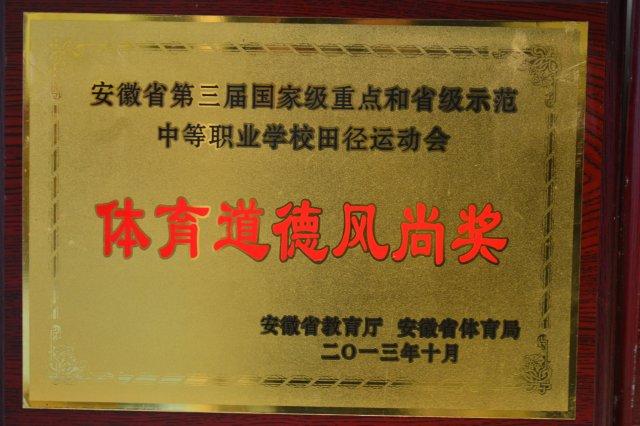 安徽省第三届国家级重点和省级示范
中等职业学校田径运动会
体育道德风尚奖
安徽省教育厅 安徽省体育局
二〇一三年十月